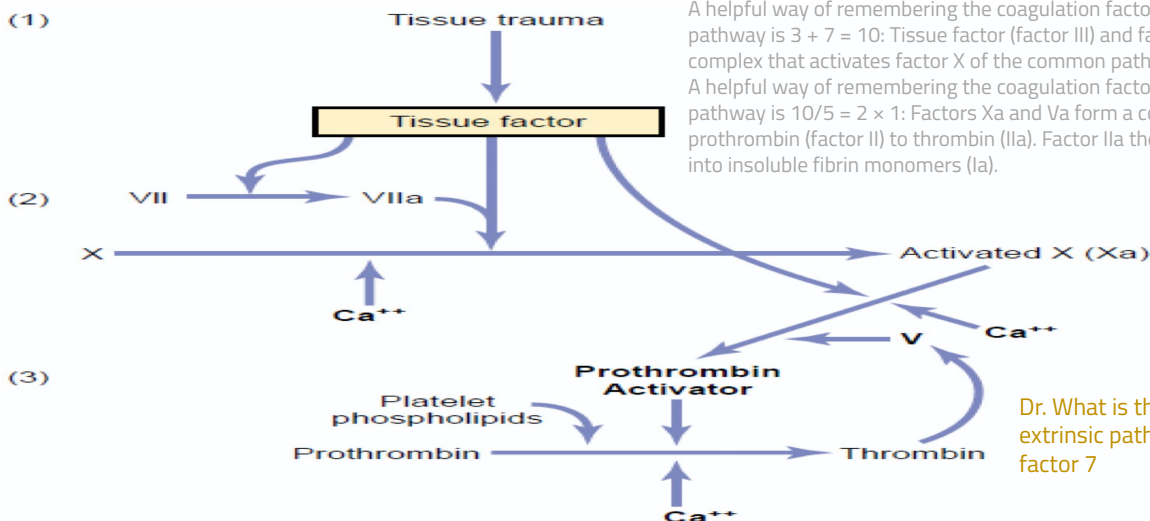 (1)
Tissue trauma
A helpful way of remembering the coagulation facto
pathway is 3 + 7 = 10: Tissue factor (factor III) and fa
complex that activates factor X of the common path
A helpful way of remembering the coagulation facto
pathway is 10/5 = 2 × 1: Factors Xa and Va form a co
prothrombin (factor II) to thrombin (IIa). Factor IIa the
into insoluble fibrin monomers (Ia).
Tissue factor
(2)
VII
VIIa
X
Activated X (Xa)
Ca++
Ca++
V
(3)
Prothrombin
Activator
Platelet
phospholipids
Prothrombin
Thrombin
Ca++
Dr. What is th
extrinsic path
factor 7